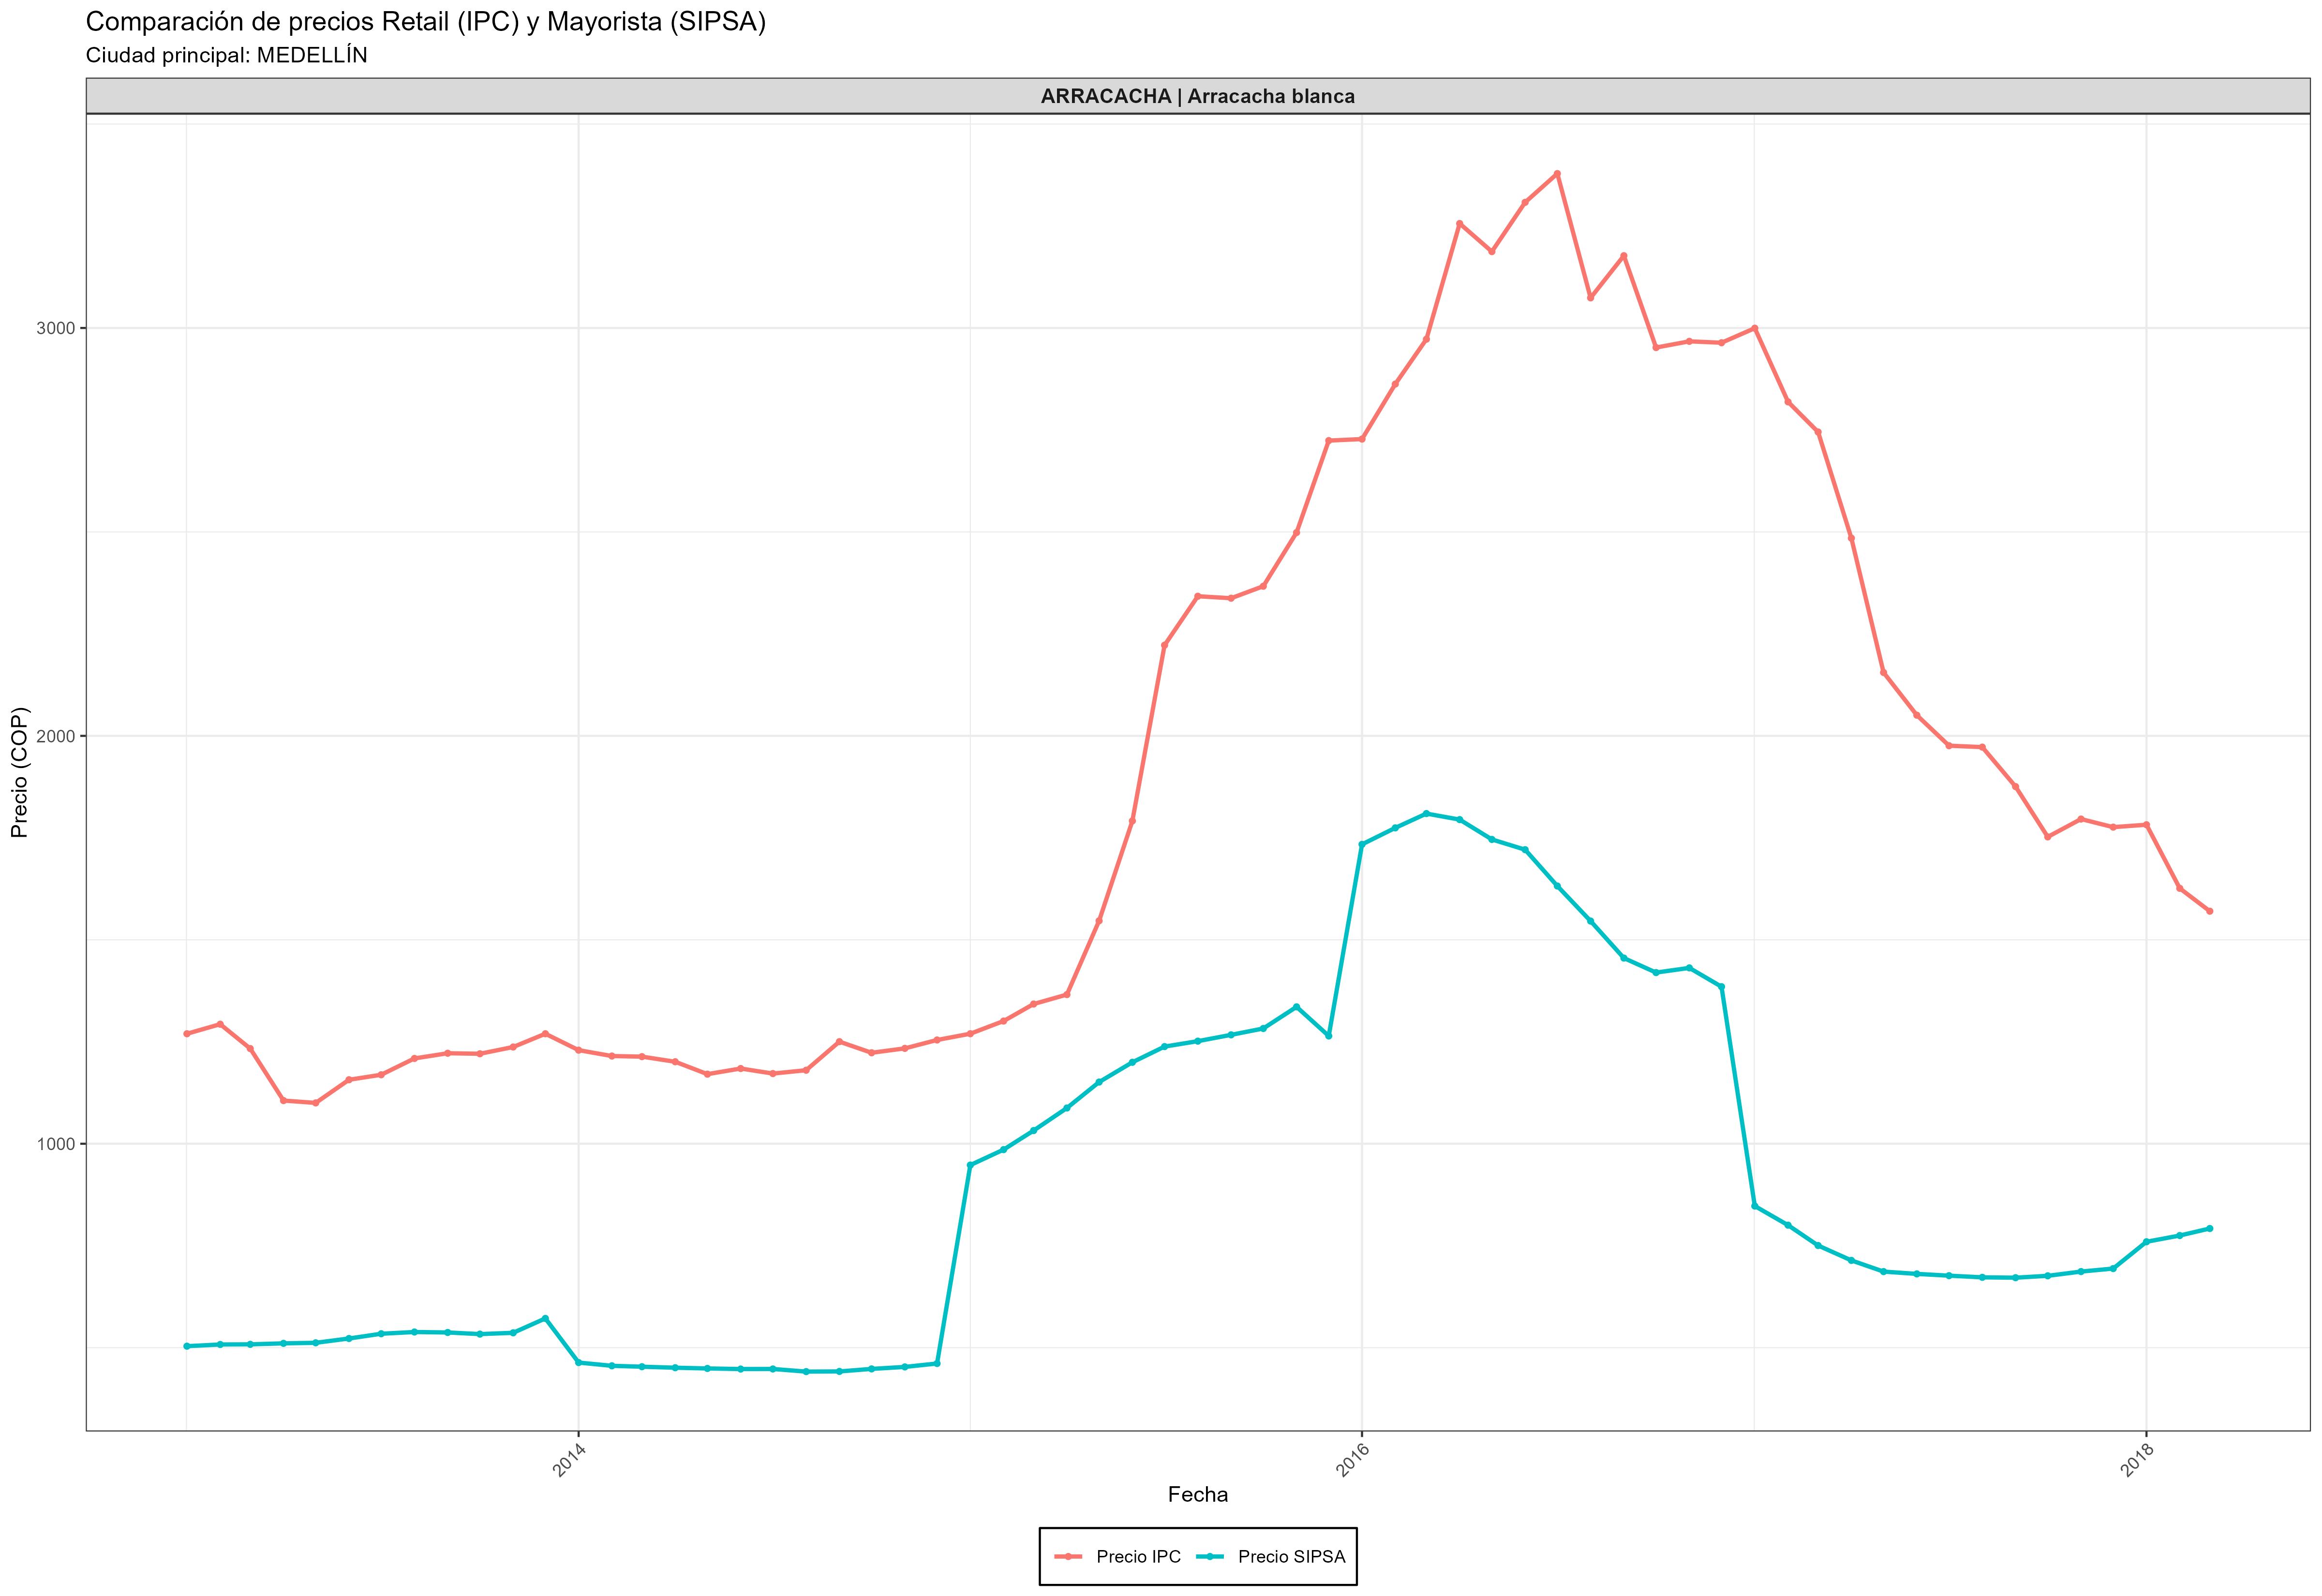 Comparación de precios Retail (IPC) y Mayorista (SIPSA)
Ciudad principal: MEDELLÍN
ARRACACHA | Arracacha blanca
Precio (COP)
3000
2000
1000
2014
2016
2018
Fecha
Precio IPC
Precio SIPSA